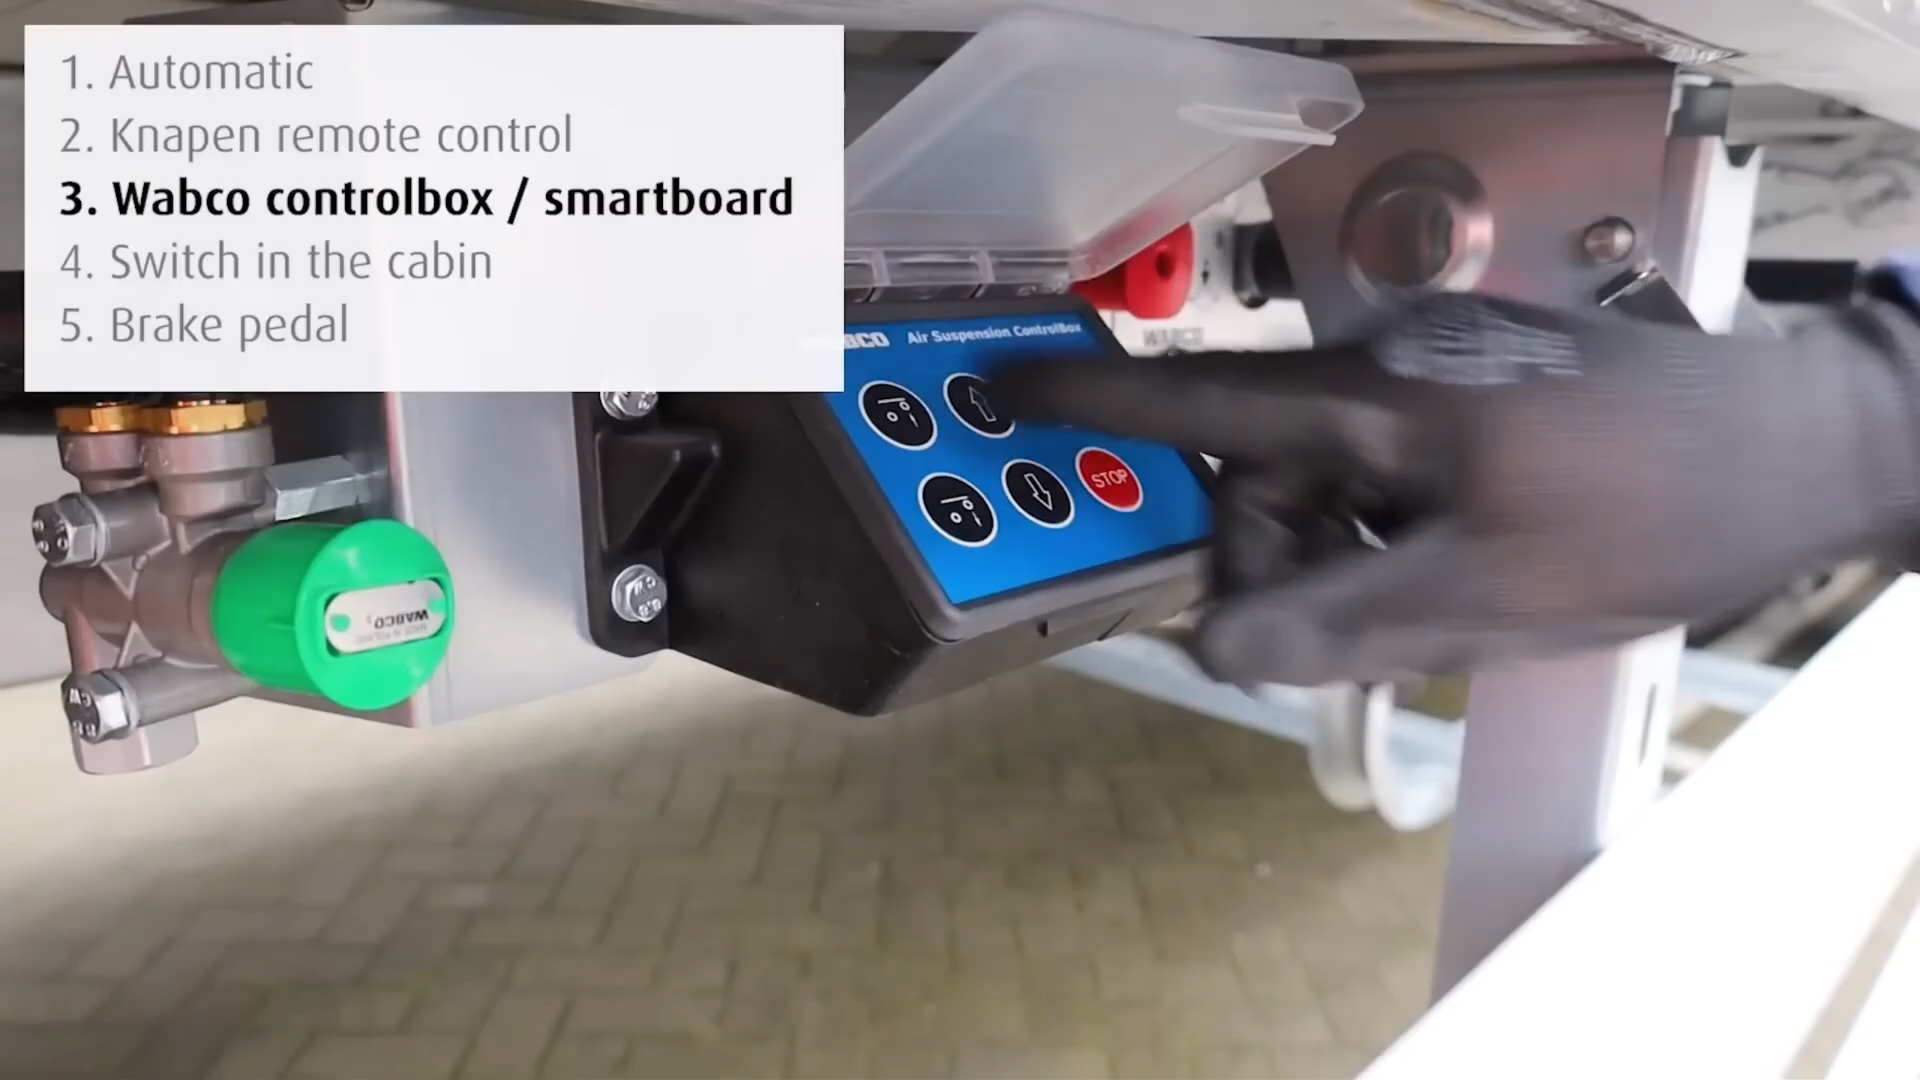 1. Automatic
2. Knapen remote control
3. Wabco controlbox / smartboard
4. Switch in the cabin
5. Brake pedal
Air Suspension ControlBox
STOP
WABCO
WABCO